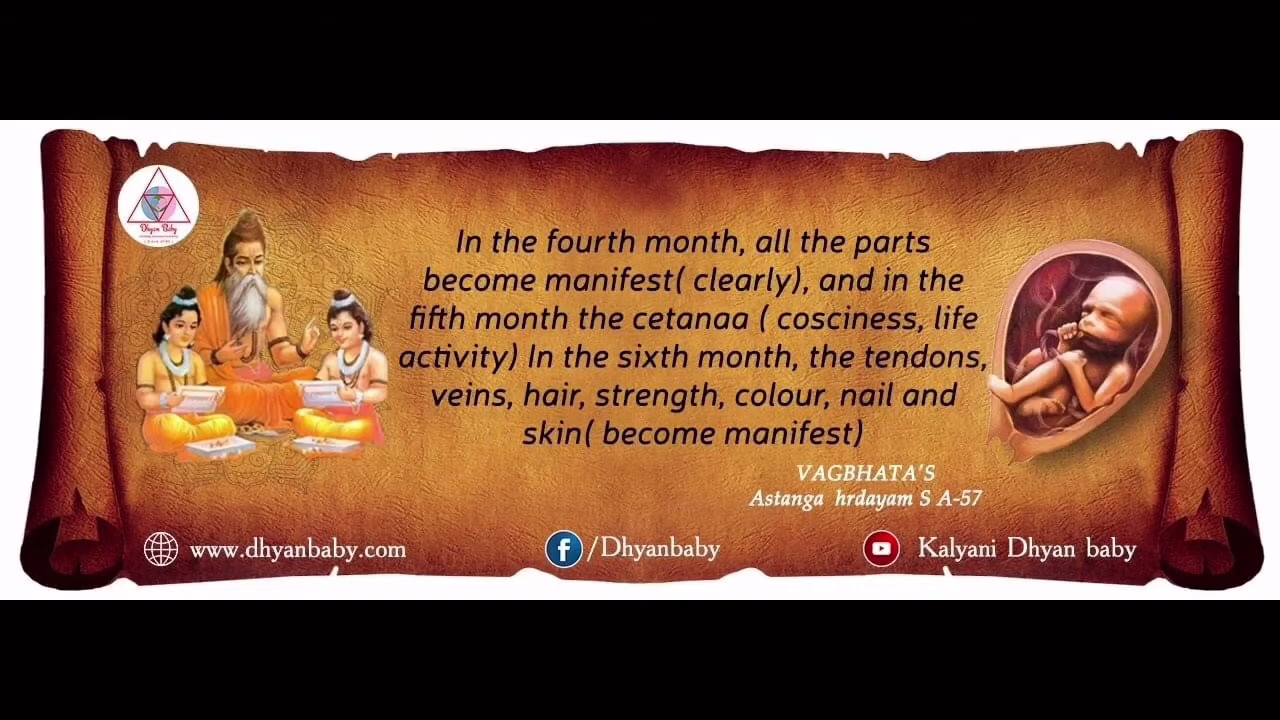 Dhyan Baby
In the fourth month, all the parts
become manifest( clearly), and in the
fifth month the cetanaa ( cosciness, life
activity) In the sixth month, the tendons,
veins, hair, strength, colour, nail and
skin( become manifest)
VAGBHATA'S
Astanga hrdayam S A-57
www.dhyanbaby.com
/Dhyanbaby
Kalyani Dhyan baby